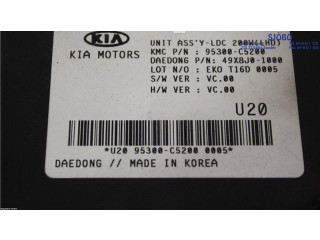 KIA
KIA MOTORS
UNIT ASS'Y-LDC 200W(LHD)
KMC P/N : 95300-C5200
DAEDONG P/N: 49X8J0-1000
LOT N/O : EKO T16D 0005
S/W VER : VC.00
H/W VER : VC.00
U20
*U20 95300-C5200 0005*
DAEDONG // MADE IN KOREA